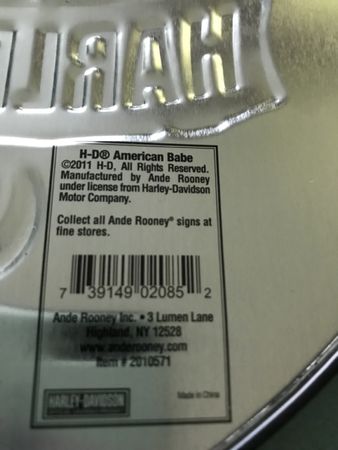 HARL
H-D® American Babe
©2011 H-D, All Rights Reserved.
Manufactured by Ande Rooney
under license from Harley-Davidson
Motor Company.
Collect all Ande Rooney® signs at
fine stores.
7 39149 02085 2
Ande Rooney Inc. • 3 Lumen Lane
Highland, NY 12528
www.anderooney.com
Item # 2010571
HARLEY-DAVIDSON
Made in China